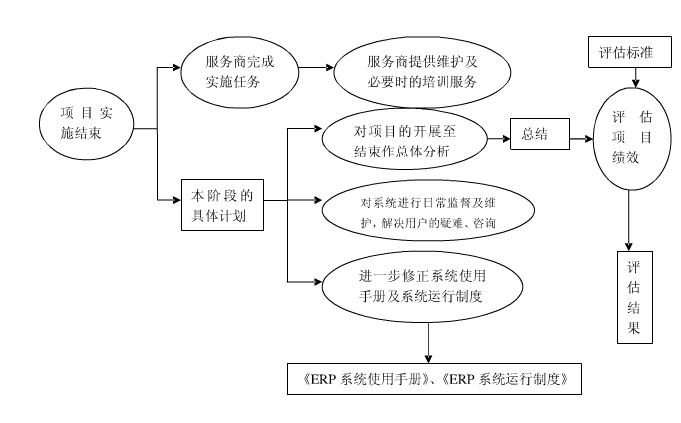 项目实
施结束
服务商完成
实施任务
服务商提供维护及
必要时的培训服务
评估标准
对项目的开展至
结束作总体分析
总结
评估
项目
绩效
本阶段的
具体计划
对系统进行日常监督及维
护，解决用户的疑难、咨询
进一步修正系统使用
手册及系统运行制度
评
估
结
果
《ERP 系统使用手册》、《ERP 系统运行制度》